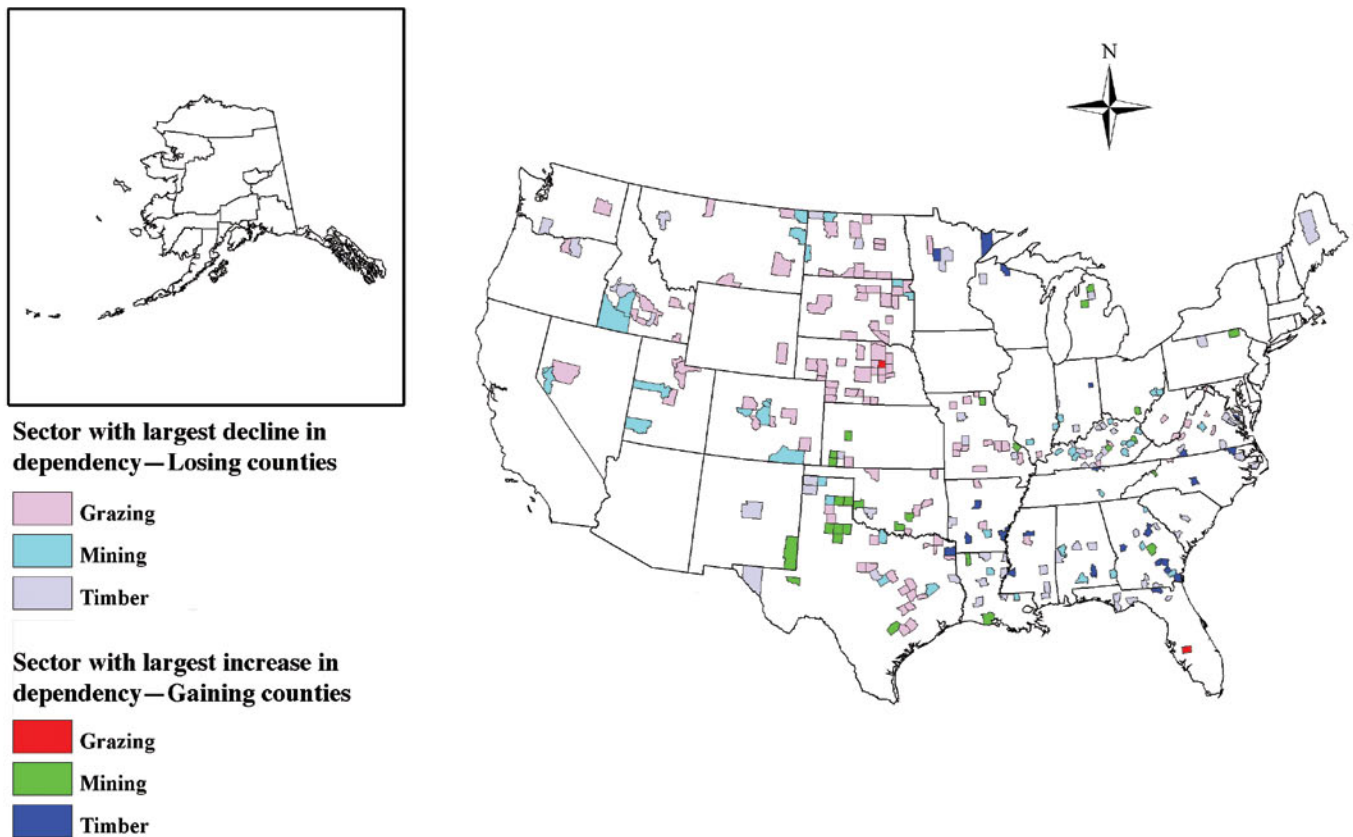 N
Sector with largest decline in
dependency—Losing counties
Grazing
Mining
Timber
Sector with largest increase in
dependency—Gaining counties
Grazing
Mining
Timber